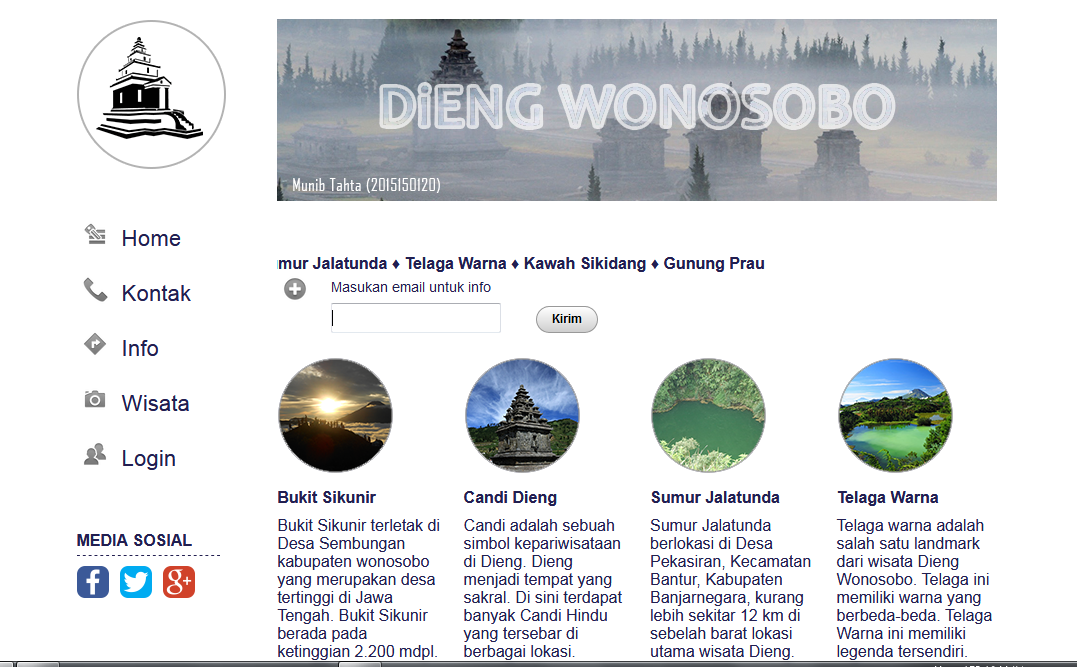 DiENG WONOSOBO
Munib Tahta (2015150120)
Home
Kontak
Info
Wisata
Login
MEDIA SOSIAL
mur Jalatunda ♦ Telaga Warna ♦ Kawah Sikidang ♦ Gunung Prau
Masukan email untuk info
Kirim
Bukit Sikunir
Bukit Sikunir terletak di
Desa Sembungan
kabupaten wonosobo
yang merupakan desa
tertinggi di Jawa
Tengah. Bukit Sikunir
berada pada
ketinggian 2.200 mdpl.
Candi Dieng
Candi adalah sebuah
simbol kepariwisataan
di Dieng. Dieng
menjadi tempat yang
sakral. Di sini terdapat
banyak Candi Hindu
yang tersebar di
berbagai lokasi.
Sumur Jalatunda
Sumur Jalatunda
berlokasi di Desa
Pekasiran, Kecamatan
Bantur, Kabupaten
Banjarnegara, kurang
lebih sekitar 12 km di
sebelah barat lokasi
utama wisata Dieng.
Telaga Warna
Telaga warna adalah
salah satu landmark
dari wisata Dieng
Wonosobo. Telaga ini
memiliki warna yang
berbeda-beda. Telaga
Warna ini memiliki
legenda tersendiri.